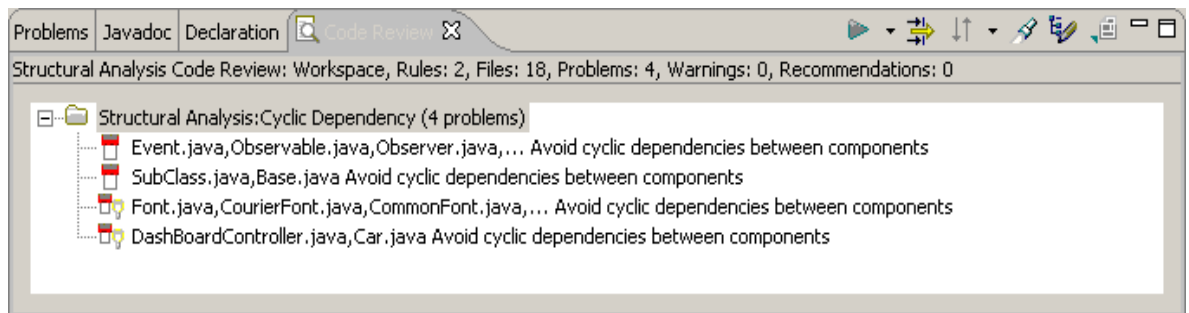 Problems Javadoc Declaration Code Review
Structural Analysis Code Review: Workspace, Rules: 2, Files: 18, Problems: 4, Warnings: 0, Recommendations: 0
Structural Analysis:Cyclic Dependency (4 problems)
Event.java,Observable.java,Observer.java,... Avoid cyclic dependencies between components
SubClass.java,Base.java Avoid cyclic dependencies between components
Font.java,CourierFont.java,CommonFont.java,... Avoid cyclic dependencies between components
DashBoardController.java,Car.java Avoid cyclic dependencies between components